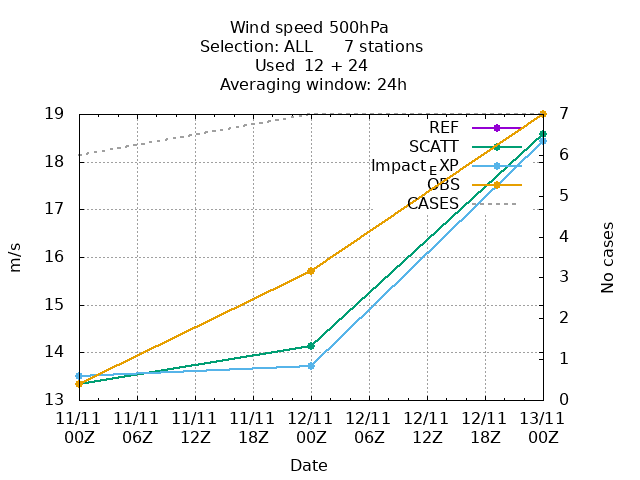 Wind speed 500hPa
Selection: ALL 7 stations
Used 12 + 24
Averaging window: 24h
19
18
17
16
15
14
13
m/s
7
6
5
4
3
2
1
0
No cases
REF
SCATT
Impact EXP
OBS
CASES
11/11 11/11 11/11 11/11 12/11 12/11 12/11 12/11 13/11
00Z 06Z 12Z 18Z 00Z 06Z 12Z 18Z 00Z
Date